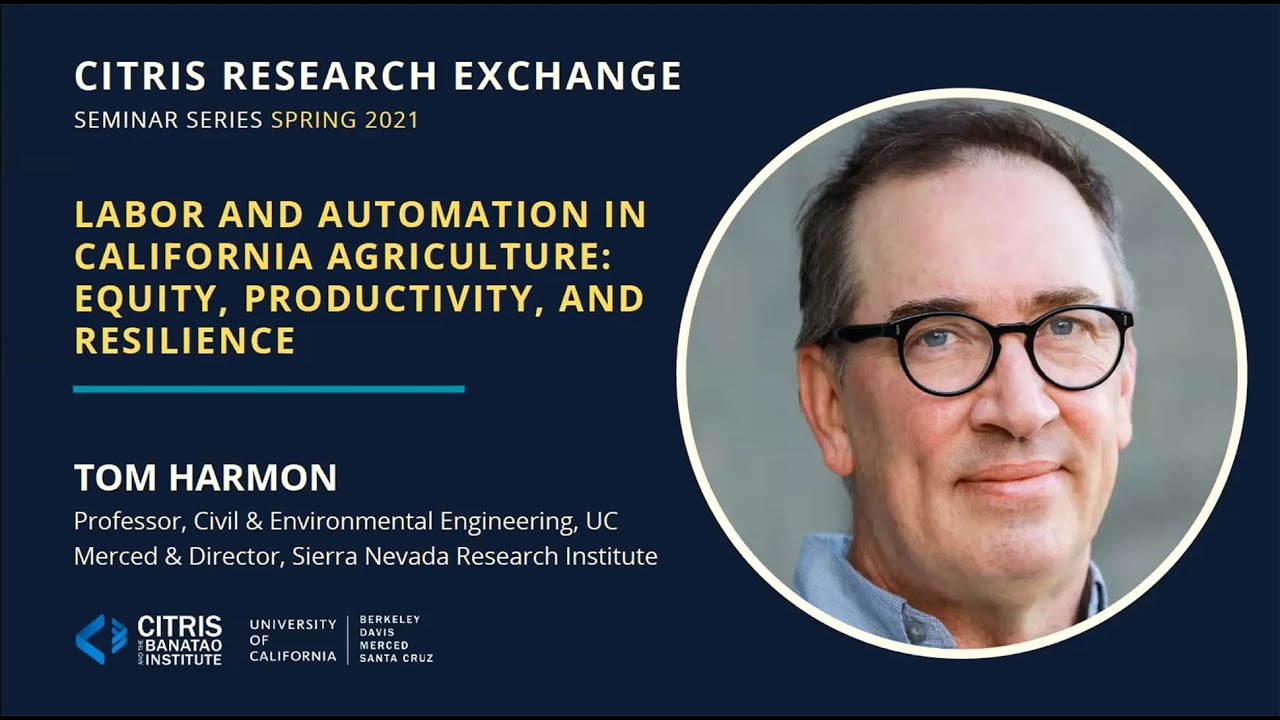 CITRIS RESEARCH EXCHANGE
SEMINAR SERIES SPRING 2021
LABOR AND AUTOMATION IN
CALIFORNIA AGRICULTURE:
EQUITY, PRODUCTIVITY, AND
RESILIENCE
TOM HARMON
Professor, Civil & Environmental Engineering, UC
Merced & Director, Sierra Nevada Research Institute
CITRIS
AND THE
BANATAO
INSTITUTE
UNIVERSITY
OF
CALIFORNIA
BERKELEY
DAVIS
MERCED
SANTA CRUZ